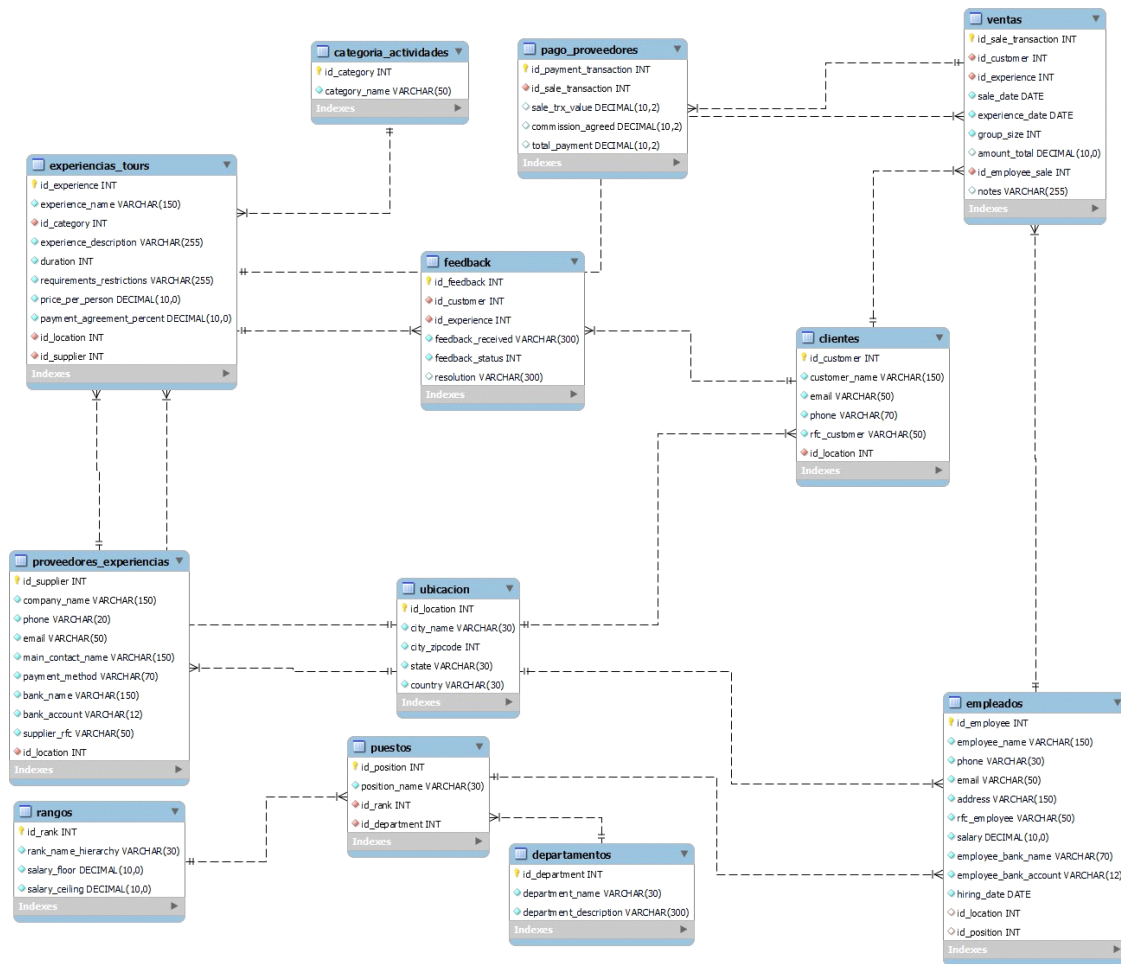 categoria_actividades
id_category INT
category_name VARCHAR(50)
Indexes
pago_proveedores
id_payment_transaction INT
id_sale_transaction INT
sale_trx_value DECIMAL(10,2)
commission_agreed DECIMAL(10,2)
total_payment DECIMAL(10,2)
Indexes
ventas
id_sale_transaction INT
id_customer INT
id_experience INT
sale_date DATE
experience_date DATE
group_size INT
amount_total DECIMAL(10,0)
id_employee_sale INT
notes VARCHAR(255)
Indexes
experiencias_tours
id_experience INT
experience_name VARCHAR(150)
id_category INT
experience_description VARCHAR(255)
duration INT
requirements_restrictions VARCHAR(255)
price_per_person DECIMAL(10,0)
payment_agreement_percent DECIMAL(10,0)
id_location INT
id_supplier INT
Indexes
feedback
id_feedback INT
id_customer INT
id_experience INT
feedback_received VARCHAR(300)
feedback_status INT
resolution VARCHAR(300)
Indexes
clientes
id_customer INT
customer_name VARCHAR(150)
email VARCHAR(50)
phone VARCHAR(70)
rfc_customer VARCHAR(50)
id_location INT
Indexes
proveedores_experiencias
id_supplier INT
company_name VARCHAR(150)
phone VARCHAR(20)
email VARCHAR(50)
main_contact_name VARCHAR(150)
payment_method VARCHAR(70)
bank_name VARCHAR(150)
bank_account VARCHAR(12)
supplier_rfc VARCHAR(50)
id_location INT
Indexes
ubicacion
id_location INT
city_name VARCHAR(30)
city_zipcode INT
state VARCHAR(30)
country VARCHAR(30)
Indexes
empleados
id_employee INT
employee_name VARCHAR(150)
phone VARCHAR(30)
email VARCHAR(50)
address VARCHAR(150)
rfc_employee VARCHAR(50)
salary DECIMAL(10,0)
employee_bank_name VARCHAR(70)
employee_bank_account VARCHAR(12)
hiring_date DATE
id_location INT
id_position INT
Indexes
puestos
id_position INT
position_name VARCHAR(30)
id_rank INT
id_department INT
Indexes
rangos
id_rank INT
rank_name_hierarchy VARCHAR(30)
salary_floor DECIMAL(10,0)
salary_ceiling DECIMAL(10,0)
Indexes
departamentos
id_department INT
department_name VARCHAR(30)
department_description VARCHAR(300)
Indexes